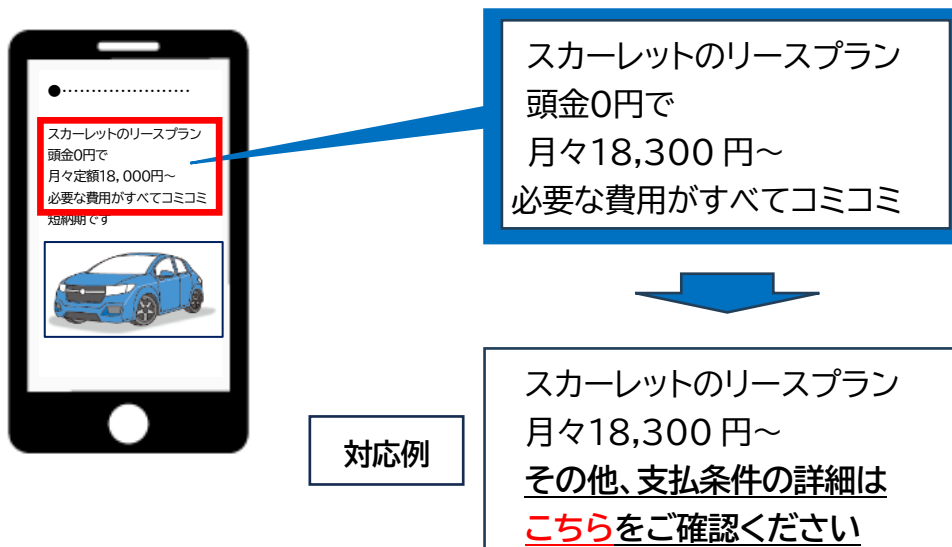 ●……………………
スカーレットのリースプラン
頭金0円で
月々定額18,000円～
必要な費用がすべてコミコミ
短納期です
スカーレットのリースプラン
頭金0円で
月々18,300円～
必要な費用がすべてコミコミ
対応例
スカーレットのリースプラン
月々18,300円～
その他、支払条件の詳細は
こちらをご確認ください